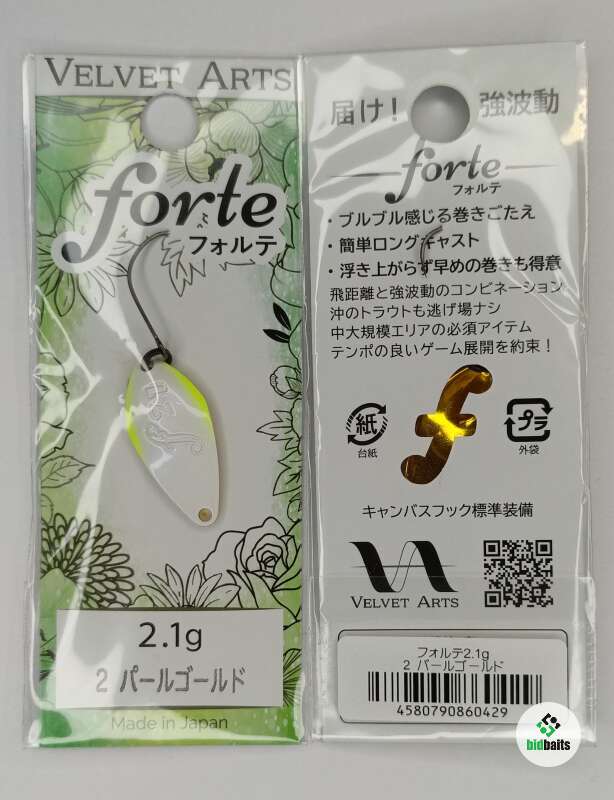 VELVET ARTS
forte
フォルテ
2.1g
2 パールゴールド
Made in Japan
届け！ 強波動
forte
フォルテ
・ブルブル感じる巻きごたえ
・簡単ロングキャスト
・浮き上がらず早めの巻きも得意
飛距離と強波動のコンビネーション
沖のトラウトも逃げ場ナシ
中大規模エリアの必須アイテム
テンポの良いゲーム展開を約束！
紙
台紙
f
プラ
外袋
キャンバスフック標準装備
VELVET ARTS
フォルテ2.1g
2 パールゴールド
4580790860429
bidbaits